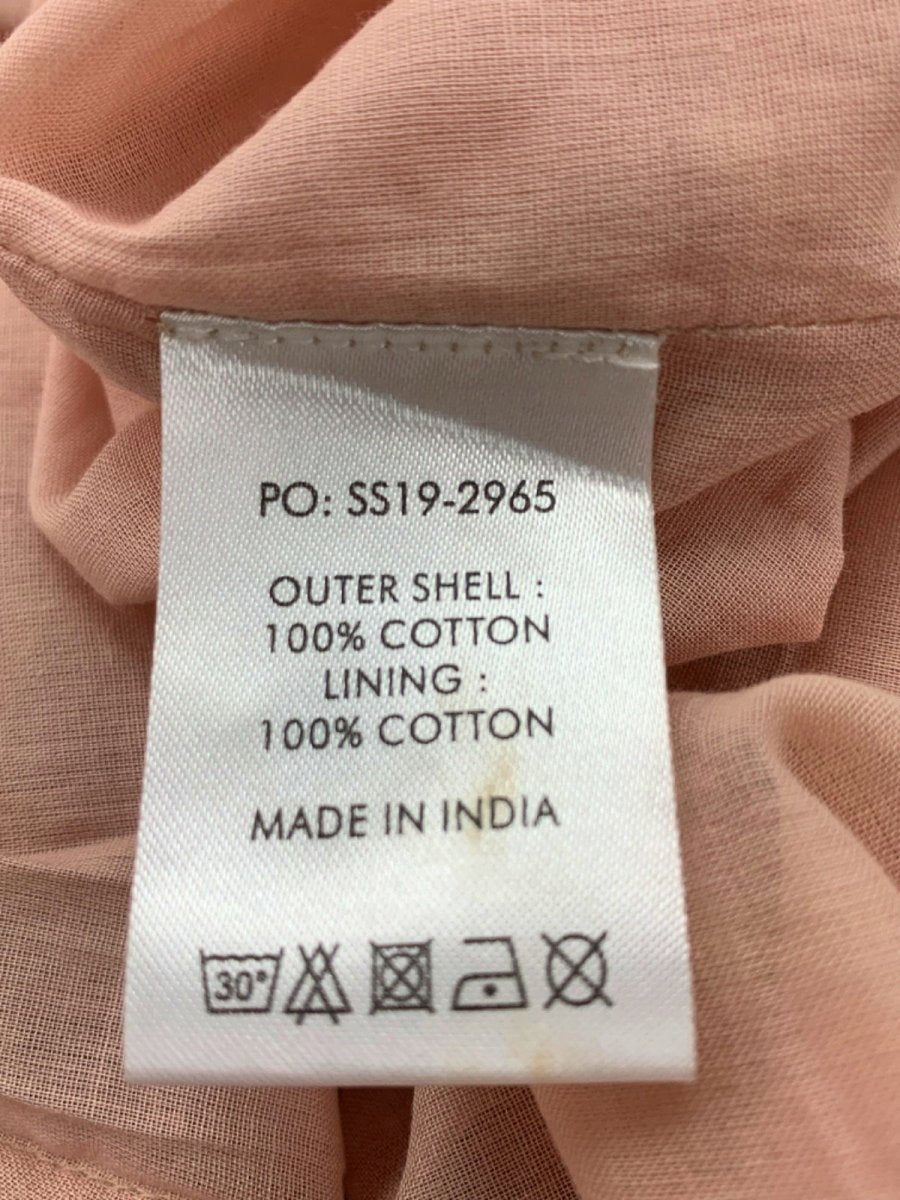 PO: SS19-2965
OUTER SHELL :
100% COTTON
LINING :
100% COTTON
MADE IN INDIA
30°